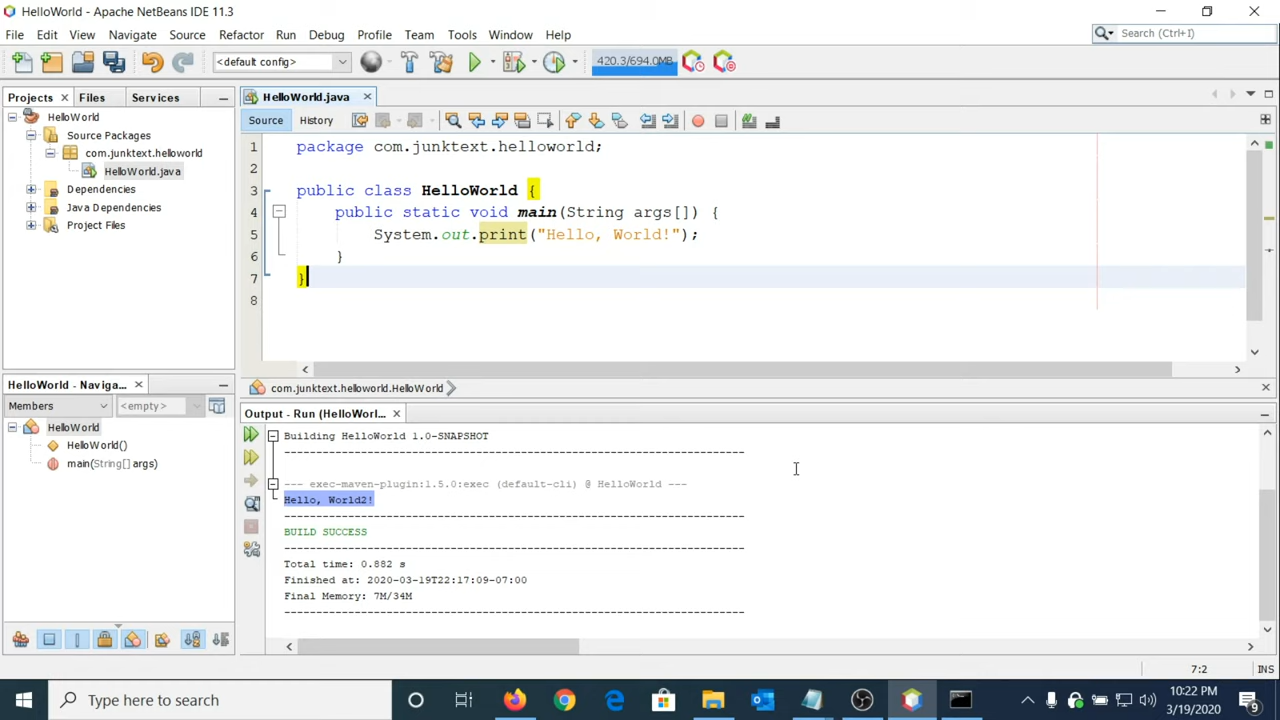 HelloWorld - Apache NetBeans IDE 11.3
File Edit View Navigate Source Refactor Run Debug Profile Team Tools Window Help
Search (Ctrl+I)
<default config>
420.3/694.0MB
Projects Files Services
HelloWorld.java
HelloWorld
Source Packages
com.junktext.helloworld
HelloWorld.java
Dependencies
Java Dependencies
Project Files
Source History
1 package com.junktext.helloworld;
2
3 public class HelloWorld {
4 public static void main(String args[]) {
5 System.out.print("Hello, World!");
6 }
7 }
8
com.junktext.helloworld.HelloWorld
HelloWorld - Naviga...
Members <empty>
HelloWorld
HelloWorld()
main(String[] args)
Output - Run (HelloWorl...
Building HelloWorld 1.0-SNAPSHOT
------------------------------------------------------------------------
--- exec-maven-plugin:1.5.0:exec (default-cli) @ HelloWorld ---
Hello, World2!
------------------------------------------------------------------------
BUILD SUCCESS
------------------------------------------------------------------------
Total time: 0.882 s
Finished at: 2020-03-19T22:17:09-07:00
Final Memory: 7M/34M
------------------------------------------------------------------------
7:2 INS
Type here to search
10:22 PM
3/19/2020
9